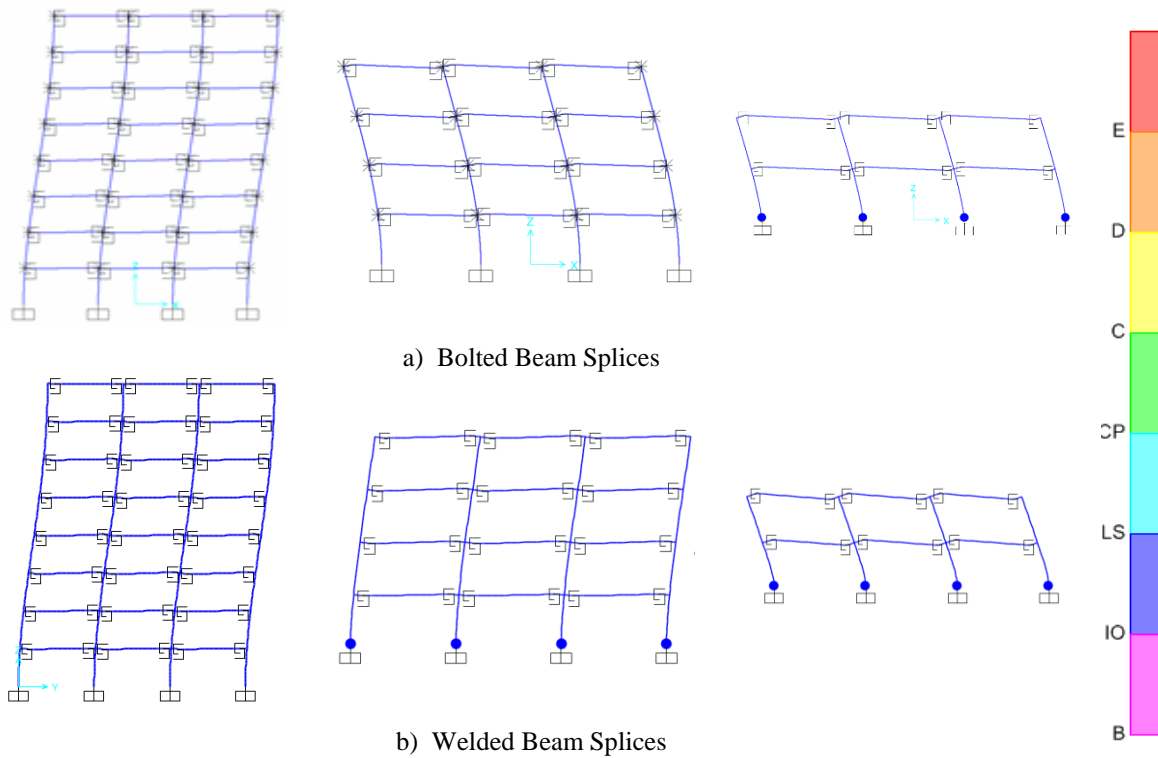 Z
X
Z
X
Z
X
a) Bolted Beam Splices
Z
Y
b) Welded Beam Splices
E
D
C
CP
LS
IO
B